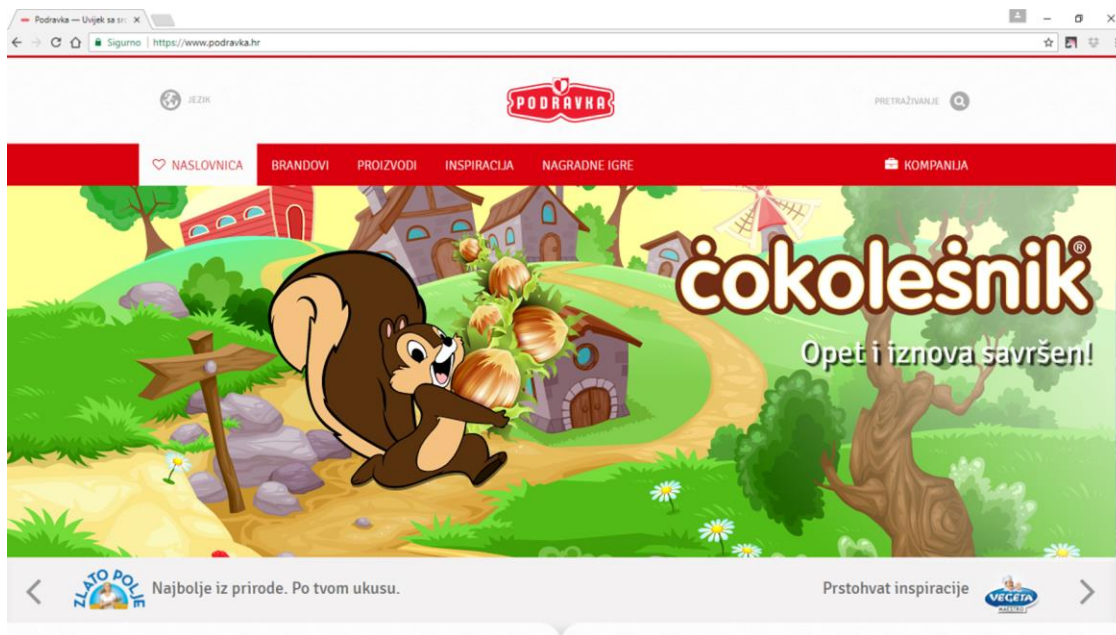 Podravka — Uvijek sa sr
Sigurno
https://www.podravka.hr
JEZIK
PODRAVKA
PRETRAŽIVANJE
NASLOVNICA
BRANDOVI
PROIZVODI
INSPIRACIJA
NAGRADNE IGRE
KOMPANIJA
čokolešnik®
Opet i iznova savršen!
ZLATO POLJE
Najbolje iz prirode. Po tvom ukusu.
Prstohvat inspiracije
VEGETA
MAESTRO